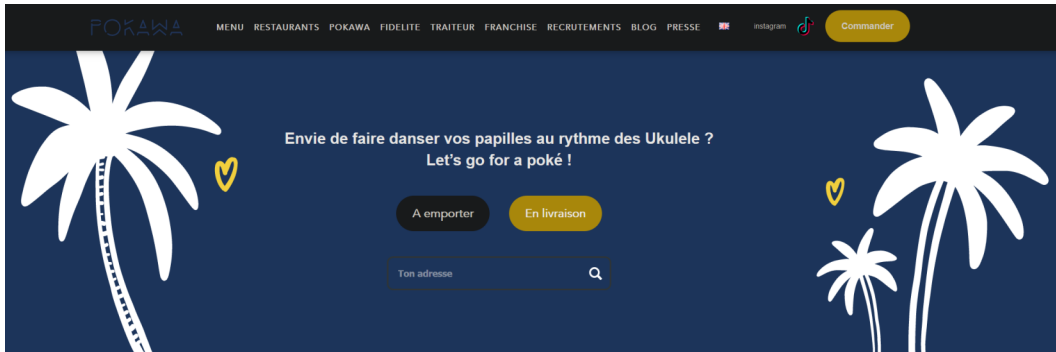 POKAWA
MENU RESTAURANTS POKAWA FIDELITE TRAITEUR FRANCHISE RECRUTEMENTS BLOG PRESSE instagram Commander
Envie de faire danser vos papilles au rythme des Ukulele ?
Let's go for a poké !
A emporter En livraison
Ton adresse